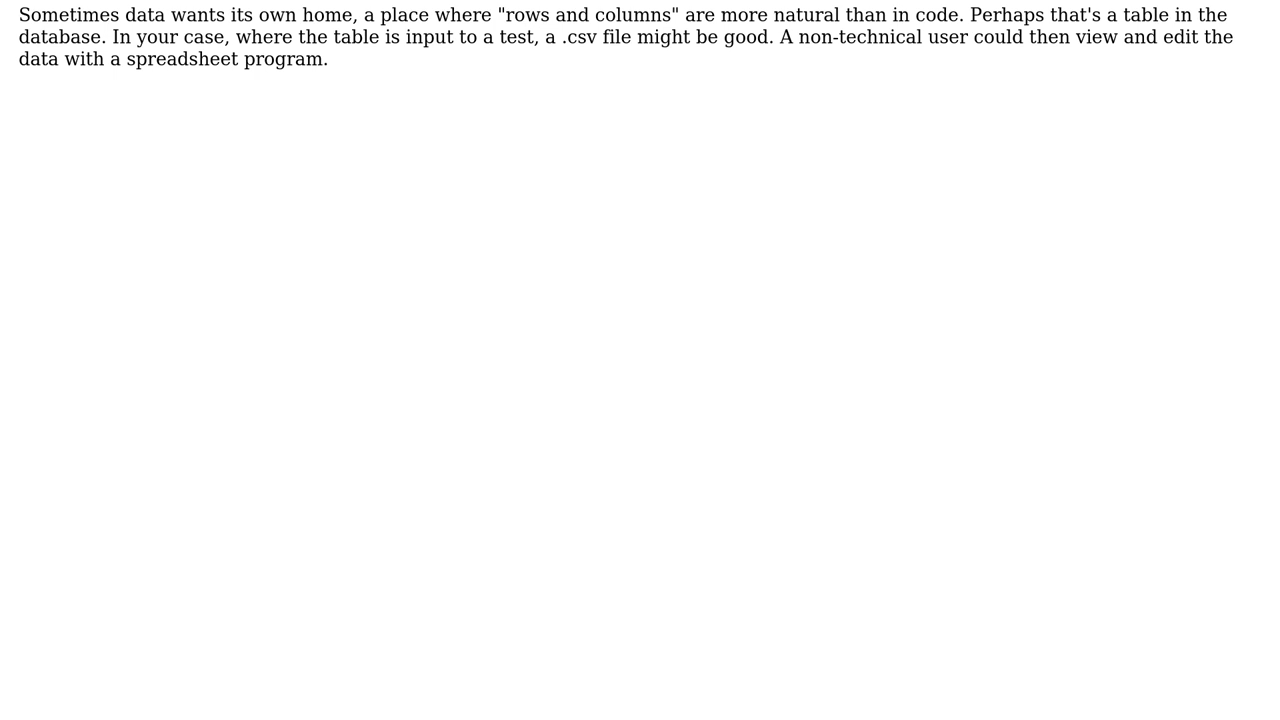 Sometimes data wants its own home, a place where "rows and columns" are more natural than in code. Perhaps that's a table in the
database. In your case, where the table is input to a test, a .csv file might be good. A non-technical user could then view and edit the
data with a spreadsheet program.